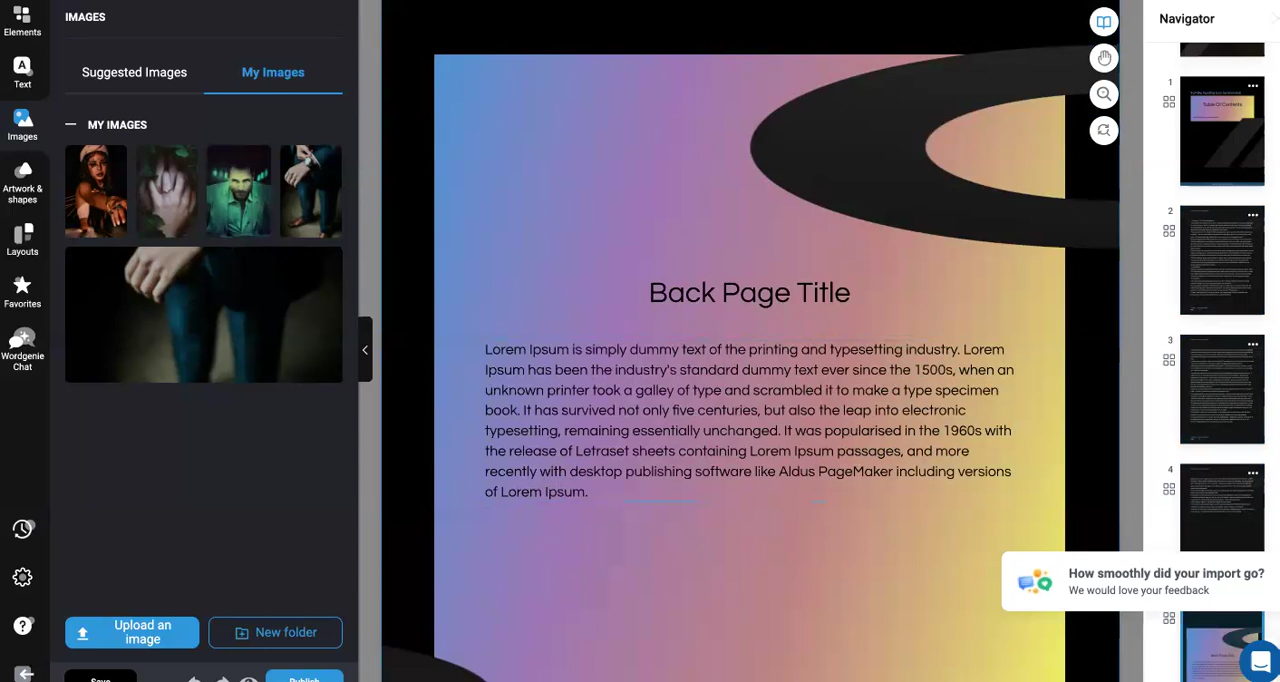 IMAGES
Navigator
Elements
Suggested Images
My Images
Text
MY IMAGES
Images
Artwork &
shapes
Layouts
Favorites
Wordgenie
Chat
Upload an
image
New folder
Save
Publish
Back Page Title
Lorem Ipsum is simply dummy text of the printing and typesetting industry. Lorem
Ipsum has been the industry's standard dummy text ever since the 1500s, when an
unknown printer took a galley of type and scrambled it to make a type specimen
book. It has survived not only five centuries, but also the leap into electronic
typesetting, remaining essentially unchanged. It was popularised in the 1960s with
the release of Letraset sheets containing Lorem Ipsum passages, and more
recently with desktop publishing software like Aldus PageMaker including versions
of Lorem Ipsum.
1
Table Of Contents
2
3
4
How smoothly did your import go?
We would love your feedback